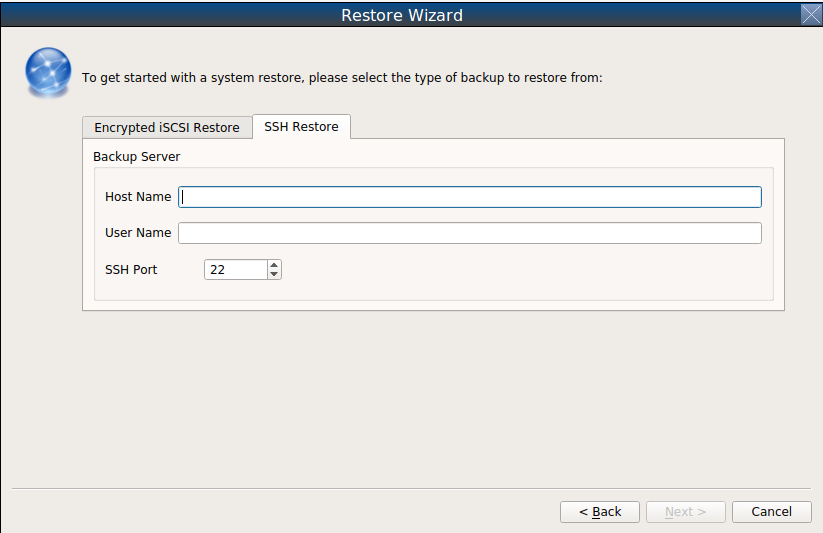 Restore Wizard
To get started with a system restore, please select the type of backup to restore from:
Encrypted iSCSI Restore SSH Restore
Backup Server
Host Name
User Name
SSH Port 22
< Back Next > Cancel